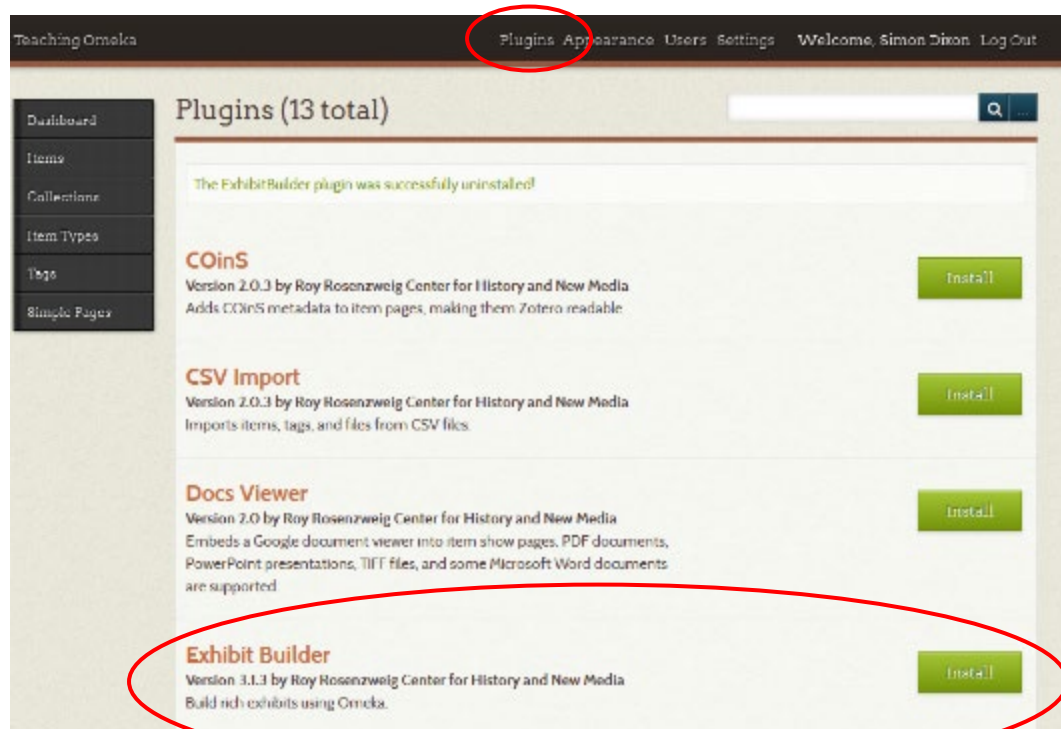 Teaching Omeka
Plugins Appearance Users Settings Welcome, Simon Dixon Log Out
Dashboard
Items
Collections
Item Types
Tags
Simple Pages
Plugins (13 total)
...
The ExhibitBuilder plugin was successfully uninstalled!
COinS
Version 2.0.3 by Roy Rosenzweig Center for History and New Media
Adds COinS metadata to item pages, making them Zotero readable
Install
CSV Import
Version 2.0.3 by Roy Rosenzweig Center for History and New Media
Imports items, tags, and files from CSV files.
Install
Docs Viewer
Version 2.0 by Roy Rosenzweig Center for History and New Media
Embeds a Google document viewer into item show pages. PDF documents,
PowerPoint presentations, TIFF files, and some Microsoft Word documents
are supported
Install
Exhibit Builder
Version 3.1.3 by Roy Rosenzweig Center for History and New Media
Build rich exhibits using Omeka.
Install